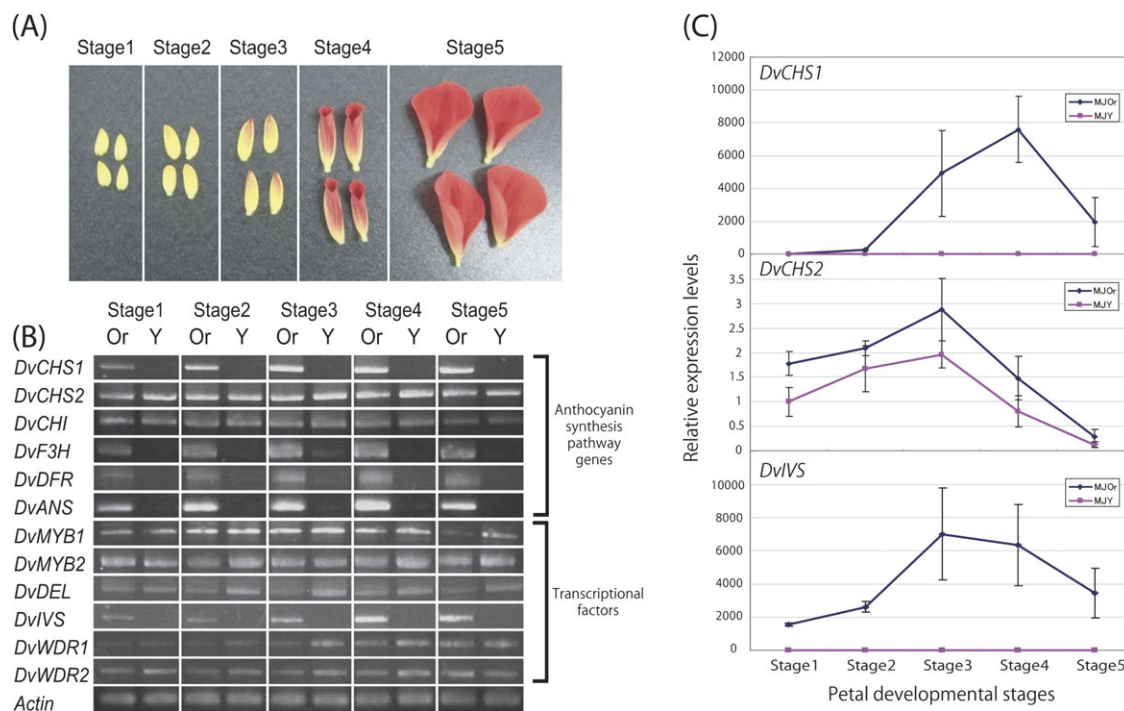 (A)
Stage1 Stage2 Stage3 Stage4 Stage5
(B)
Stage1 Stage2 Stage3 Stage4 Stage5
Or Y Or Y Or Y Or Y Or Y
DvCHS1
DvCHS2
DvCHI
DvF3H
DvDFR
DvANS
DvMYB1
DvMYB2
DvDEL
DvIVS
DvWDR1
DvWDR2
Actin
Anthocyanin
synthesis
pathway
genes
Transcriptional
factors
(C)
Relative expression levels
DvCHS1
MJOr
MJY
12000
10000
8000
6000
4000
2000
0
DvCHS2
MJOr
MJY
3.5
3
2.5
2
1.5
1
0.5
0
DvIVS
MJOr
MJY
10000
8000
6000
4000
2000
0
Stage1 Stage2 Stage3 Stage4 Stage5
Petal developmental stages